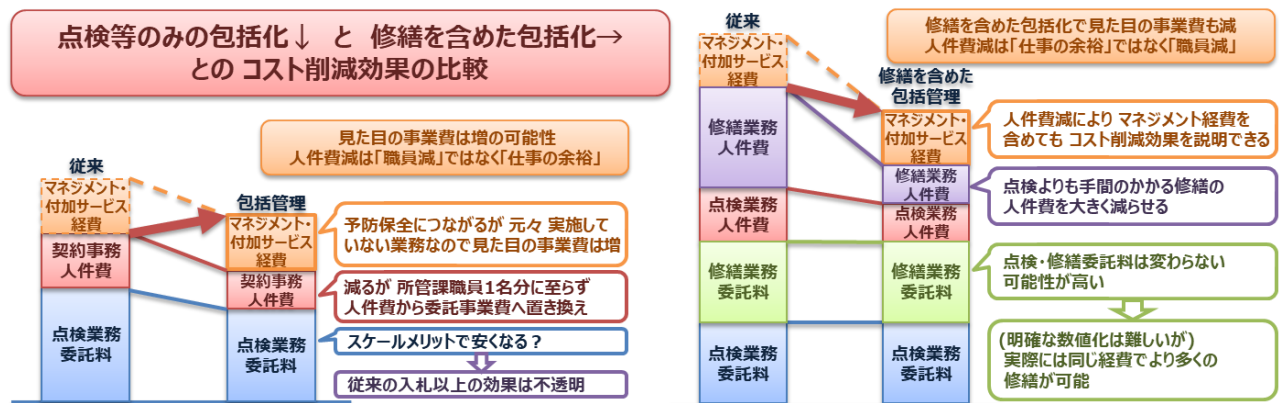 点検等のみの包括化↓ と 修繕を含めた包括化→
との コスト削減効果の比較
見た目の事業費は増の可能性
人件費減は「職員減」ではなく「仕事の余裕」
従来
マネジメント・
付加サービス
経費
契約事務
人件費
点検業務
委託料
包括管理
マネジメント・
付加サービス
経費
契約事務
人件費
点検業務
委託料
予防保全につながるが 元々 実施して
いない業務なので見た目の事業費は増
減るが 所管課職員1名分に至らず
人件費から委託事業費へ置き換え
スケールメリットで安くなる？
従来の入札以上の効果は不透明
従来
マネジメント・
付加サービス
経費
修繕業務
人件費
点検業務
人件費
修繕業務
委託料
点検業務
委託料
修繕を含めた包括化で見た目の事業費も減
人件費減は「仕事の余裕」ではなく「職員減」
修繕を含めた
包括管理
マネジメント・
付加サービス
経費
修繕業務
人件費
点検業務
人件費
修繕業務
委託料
点検業務
委託料
人件費減により マネジメント経費を
含めても コスト削減効果を説明できる
点検よりも手間のかかる修繕の
人件費を大きく減らせる
点検・修繕委託料は変わらない
可能性が高い
(明確な数値化は難しいが)
実際には同じ経費でより多くの
修繕が可能